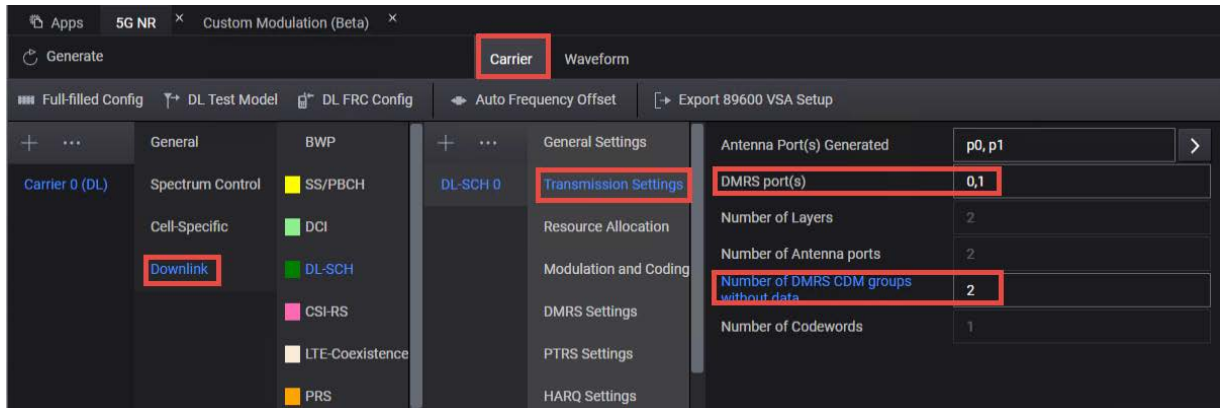 Apps 5G NR × Custom Modulation (Beta) ×
Generate Carrier Waveform
Full-filled Config DL Test Model DL FRC Config Auto Frequency Offset Export 89600 VSA Setup
+ ... General BWP + ... General Settings Antenna Port(s) Generated p0, p1 >
Carrier 0 (DL) Spectrum Control SS/PBCH DL-SCH 0 Transmission Settings DMRS port(s) 0,1
Cell-Specific DCI Resource Allocation Number of Layers 2
Downlink DL-SCH Modulation and Coding Number of Antenna ports 2
CSI-RS DMRS Settings Number of DMRS CDM groups without data 2
LTE-Coexistence PTRS Settings Number of Codewords 1
PRS HARQ Settings